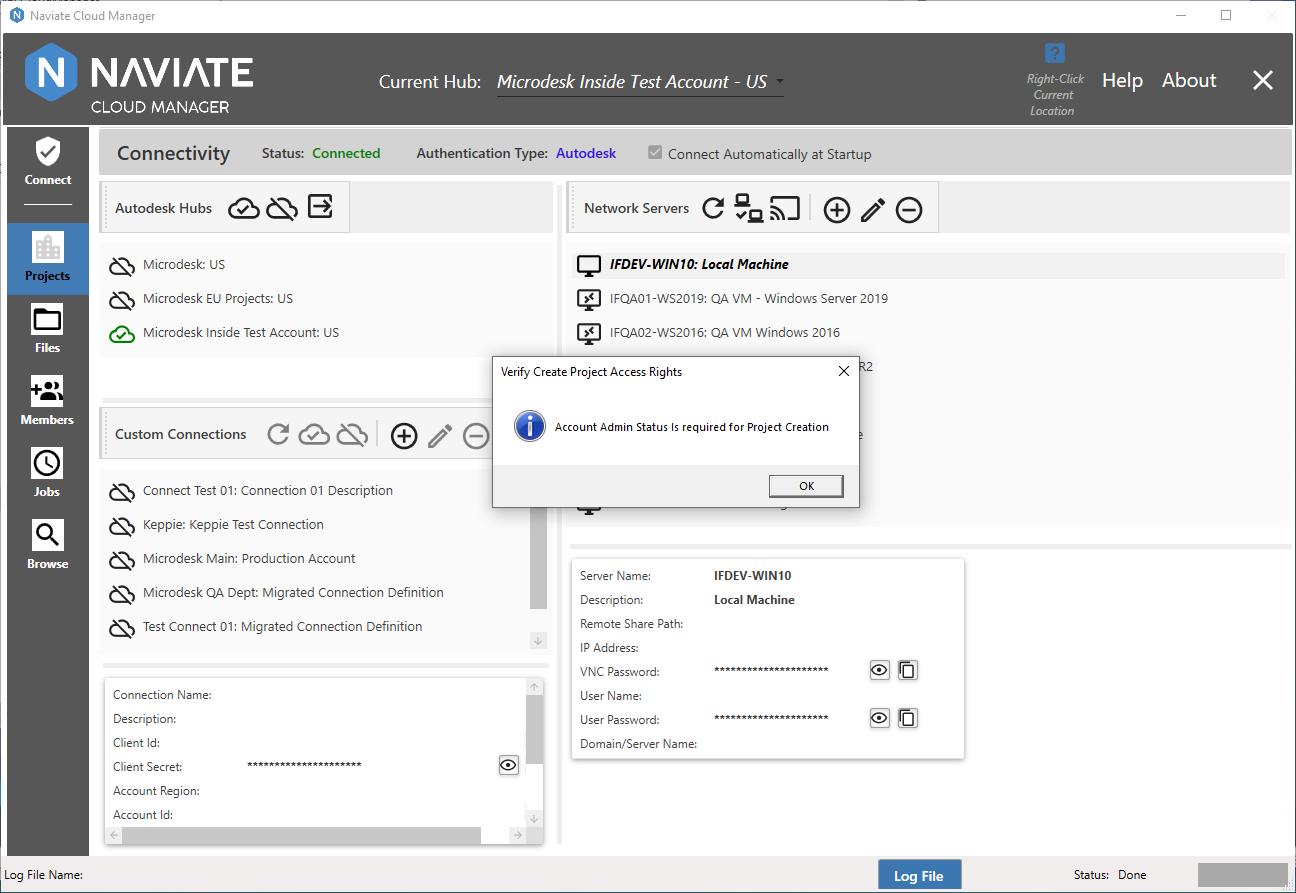 Naviate Cloud Manager
NAVIATE
CLOUD MANAGER
Current Hub: Microdesk Inside Test Account - US
?
Right-Click
Current
Location
Help
About
Connect
Projects
Files
Members
Jobs
Browse
Connectivity
Status: Connected
Authentication Type: Autodesk
Connect Automatically at Startup
Autodesk Hubs
Microdesk: US
Microdesk EU Projects: US
Microdesk Inside Test Account: US
Network Servers
IFDEV-WIN10: Local Machine
IFQA01-WS2019: QA VM - Windows Server 2019
IFQA02-WS2016: QA VM Windows 2016
R2
Verify Create Project Access Rights
Account Admin Status Is required for Project Creation
OK
Custom Connections
Connect Test 01: Connection 01 Description
Keppie: Keppie Test Connection
Microdesk Main: Production Account
Microdesk QA Dept: Migrated Connection Definition
Test Connect 01: Migrated Connection Definition
Connection Name:
Description:
Client Id:
Client Secret: *********************
Account Region:
Account Id:
Server Name: IFDEV-WIN10
Description: Local Machine
Remote Share Path:
IP Address:
VNC Password: *********************
User Name:
User Password: *********************
Domain/Server Name:
Log File Name:
Log File
Status: Done